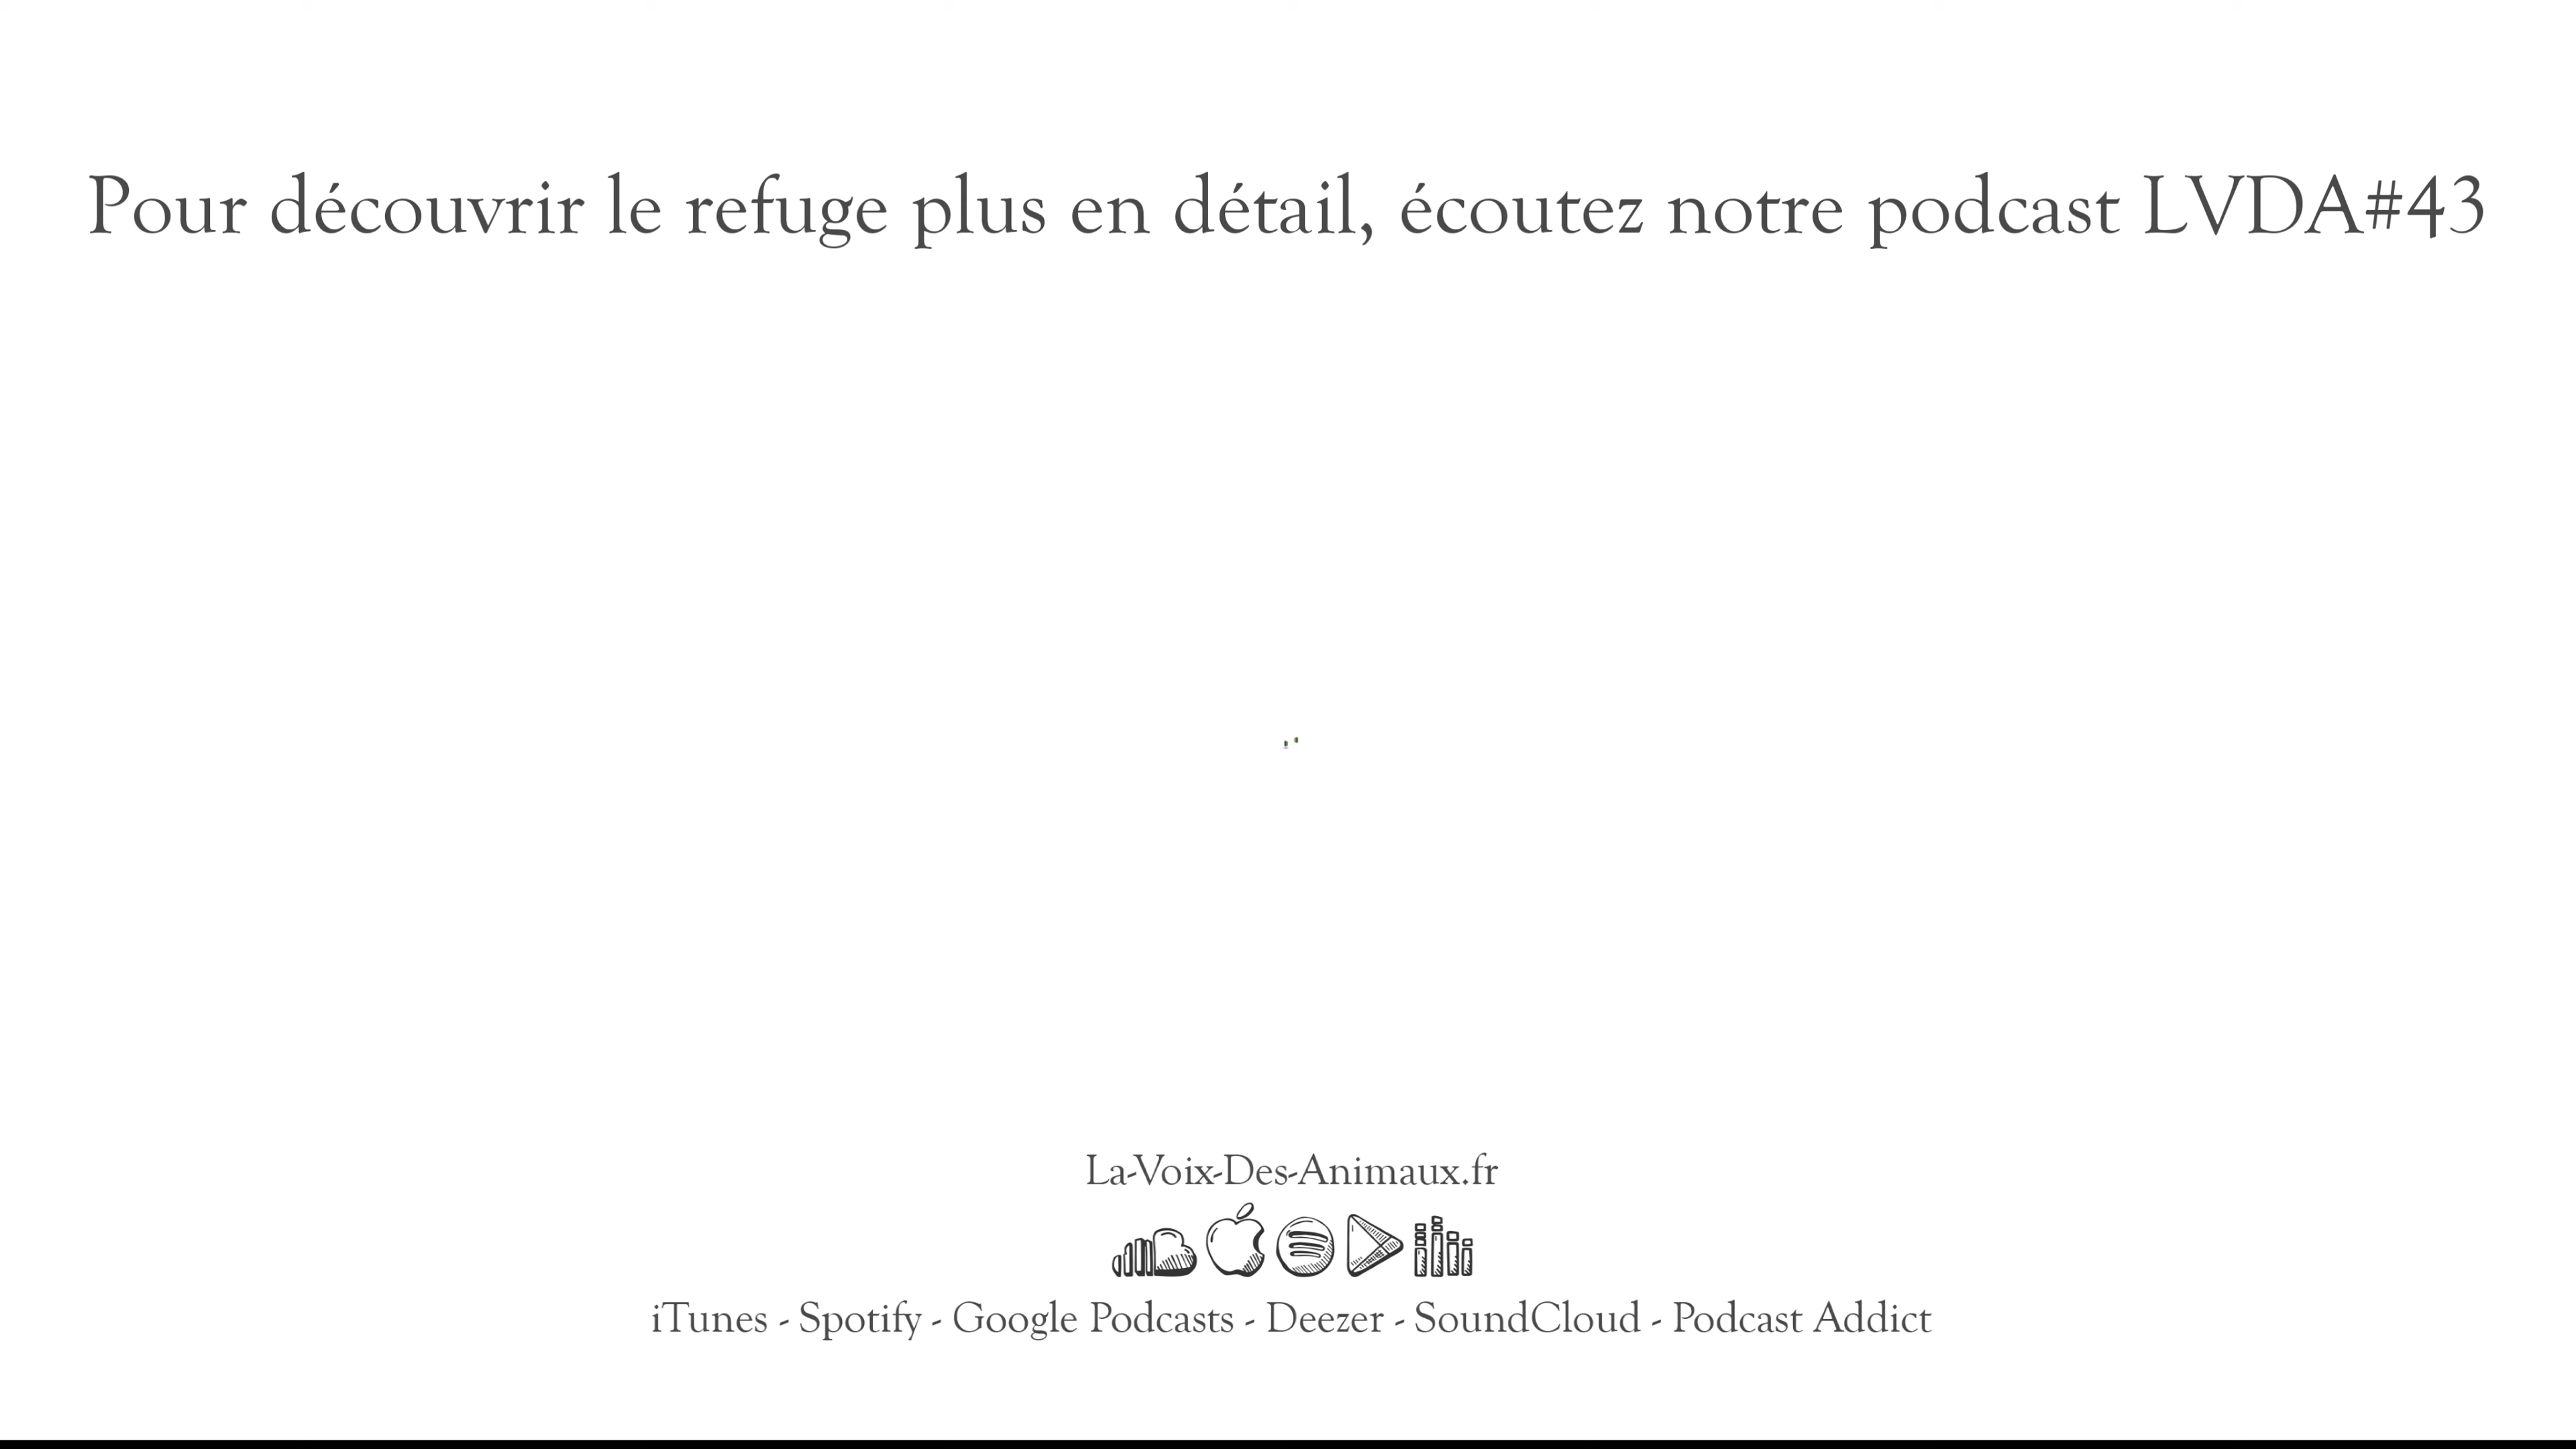 Pour découvrir le refuge plus en détail, écoutez notre podcast LVDA#43
La-Voix-Des-Animaux.fr
iTunes - Spotify - Google Podcasts - Deezer - SoundCloud - Podcast Addict